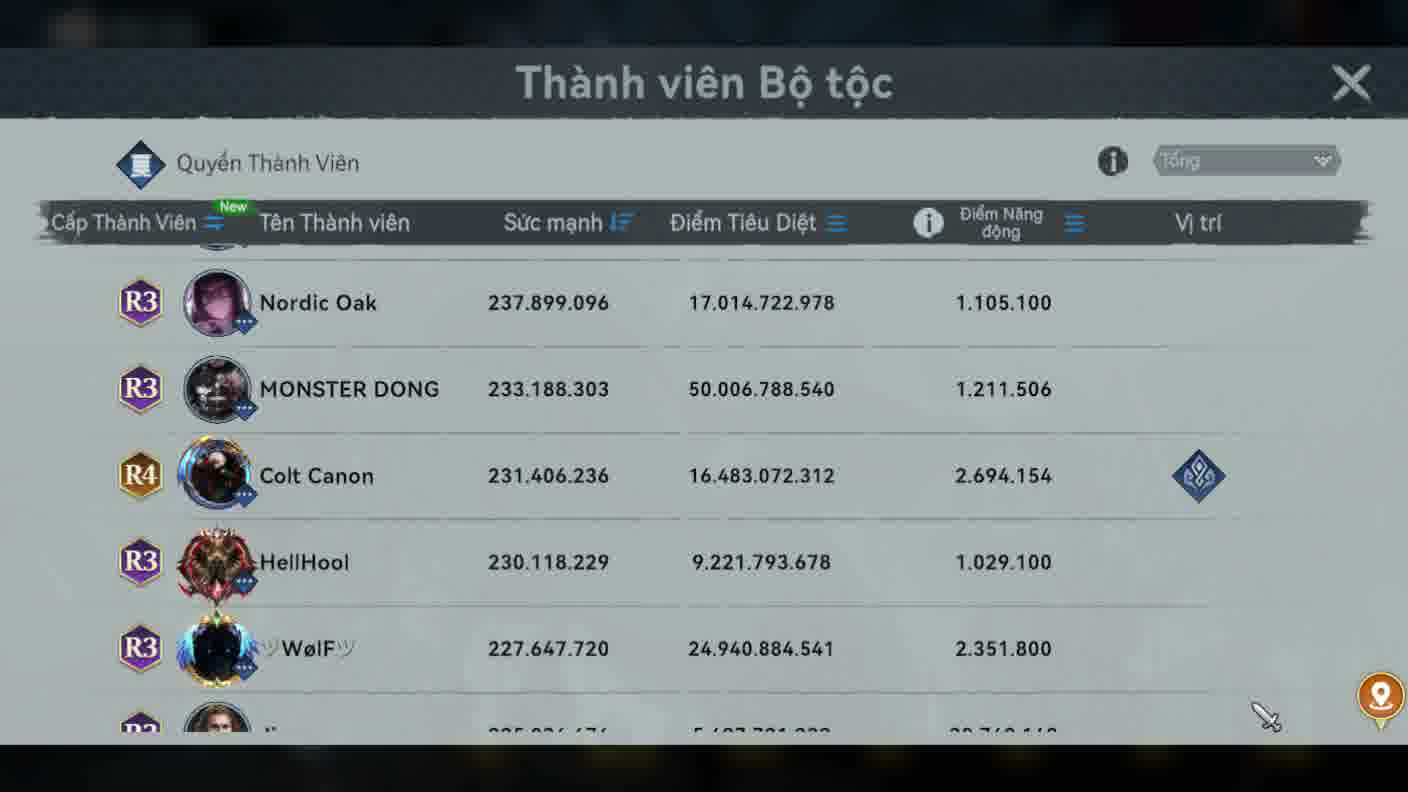 Thành viên Bộ tộc
Quyển Thành Viên
Tổng
Cấp Thành Viên New Tên Thành viên Sức mạnh Điểm Tiêu Diệt Điểm Năng động Vị trí
R3 Nordic Oak 237.899.096 17.014.722.978 1.105.100
R3 MONSTER DONG 233.188.303 50.006.788.540 1.211.506
R4 Colt Canon 231.406.236 16.483.072.312 2.694.154
R3 HellHool 230.118.229 9.221.793.678 1.029.100
R3 ツWølFツ 227.647.720 24.940.884.541 2.351.800